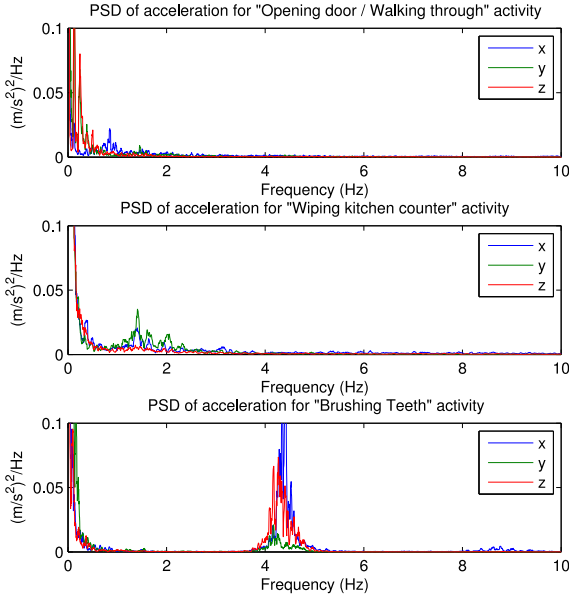 PSD of acceleration for "Opening door / Walking through" activity
0.1
0.05
0
(m/s²)²/Hz
x
y
z
0 2 4 6 8 10
Frequency (Hz)
PSD of acceleration for "Wiping kitchen counter" activity
0.1
0.05
0
(m/s²)²/Hz
x
y
z
0 2 4 6 8 10
Frequency (Hz)
PSD of acceleration for "Brushing Teeth" activity
0.1
0.05
0
(m/s²)²/Hz
x
y
z
0 2 4 6 8 10
Frequency (Hz)